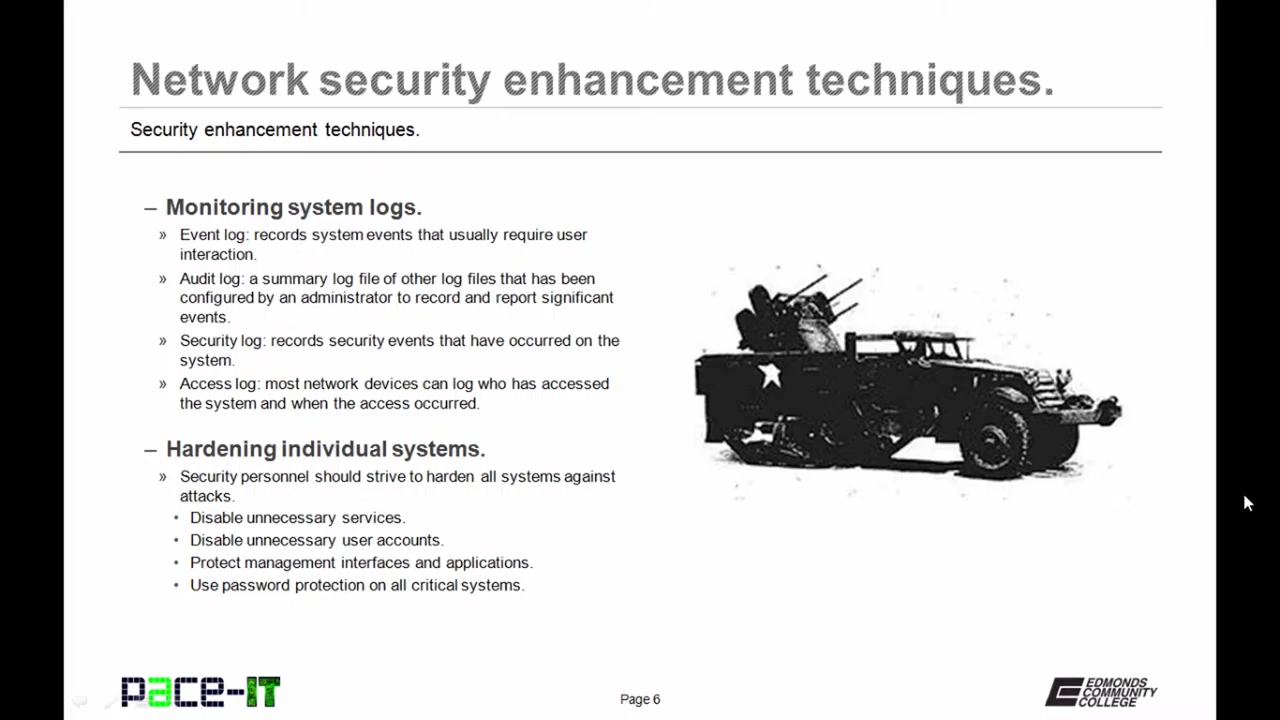 Network security enhancement techniques.
Security enhancement techniques.
– Monitoring system logs.
» Event log: records system events that usually require user
interaction.
» Audit log: a summary log file of other log files that has been
configured by an administrator to record and report significant
events.
» Security log: records security events that have occurred on the
system.
» Access log: most network devices can log who has accessed
the system and when the access occurred.
– Hardening individual systems.
» Security personnel should strive to harden all systems against
attacks.
• Disable unnecessary services.
• Disable unnecessary user accounts.
• Protect management interfaces and applications.
• Use password protection on all critical systems.
pace-IT
Page 6
EDMONDS
COMMUNITY
COLLEGE